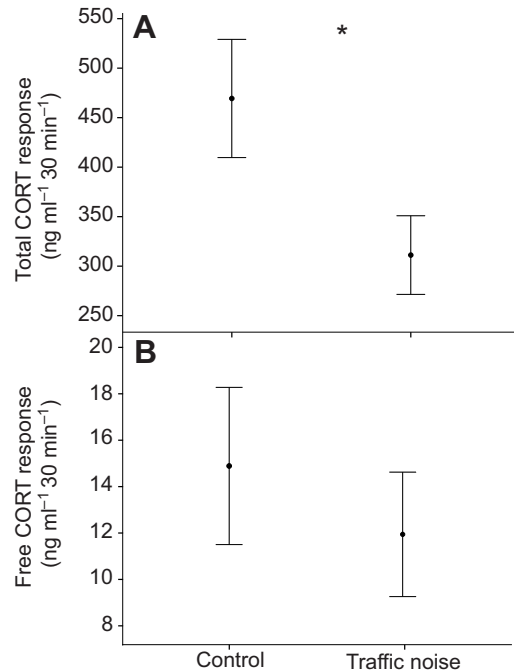 A
*
Total CORT response
(ng ml⁻¹ 30 min⁻¹)
550
500
450
400
350
300
250
B
Free CORT response
(ng ml⁻¹ 30 min⁻¹)
20
18
16
14
12
10
8
Control Traffic noise